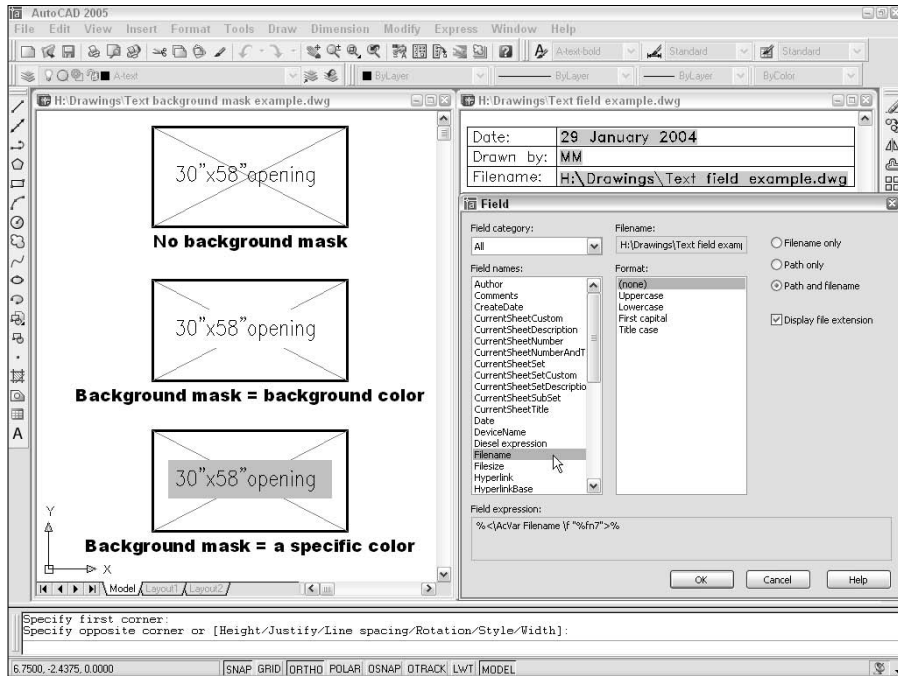 AutoCAD 2005
File Edit View Insert Format Tools Draw Dimension Modify Express Window Help
A-text-bold Standard Standard
A-text ByLayer ByLayer ByLayer ByColor
H:\Drawings\Text background mask example.dwg
30"x58"opening
No background mask
30"x58"opening
Background mask = background color
30"x58"opening
Background mask = a specific color
Y
X
Model Layout1 Layout2
H:\Drawings\Text field example.dwg
Date: 29 January 2004
Drawn by: MM
Filename: H:\Drawings\Text field example.dwg
Field
Field category:
All
Field names:
Author
Comments
CreateDate
CurrentSheetCustom
CurrentSheetDescription
CurrentSheetNumber
CurrentSheetNumberAndT
CurrentSheetSet
CurrentSheetSetCustom
CurrentSheetSetDescriptio
CurrentSheetSubSet
CurrentSheetTitle
Date
DeviceName
Diesel expression
Filename
Filesize
Hyperlink
HyperlinkBase
Filename:
H:\Drawings\Text field examp
Format:
(none)
Uppercase
Lowercase
First capital
Title case
Filename only
Path only
Path and filename
Display file extension
Field expression:
%<\AcVar Filename \f "%fn7">%
OK Cancel Help
Specify first corner:
Specify opposite corner or [Height/Justify/Line spacing/Rotation/Style/Width]:
6.7500, -2.4375, 0.0000 SNAP GRID ORTHO POLAR OSNAP OTRACK LWT MODEL